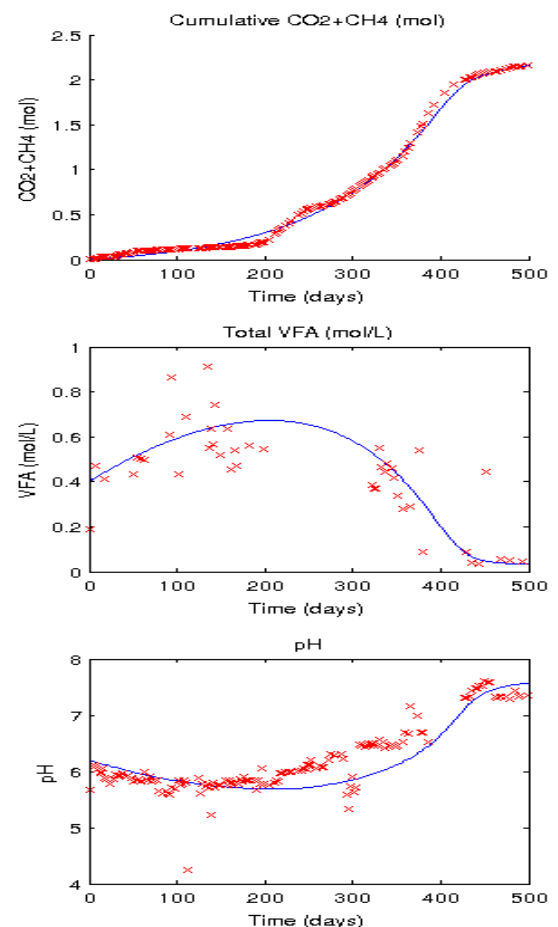 Cumulative CO2+CH4 (mol)
2.5
2
1.5
1
0.5
0
CO2+CH4 (mol)
0 100 200 300 400 500
Time (days)
Total VFA (mol/L)
1
0.8
0.6
0.4
0.2
0
VFA (mol/L)
0 100 200 300 400 500
Time (days)
pH
8
7
6
5
4
pH
0 100 200 300 400 500
Time (days)